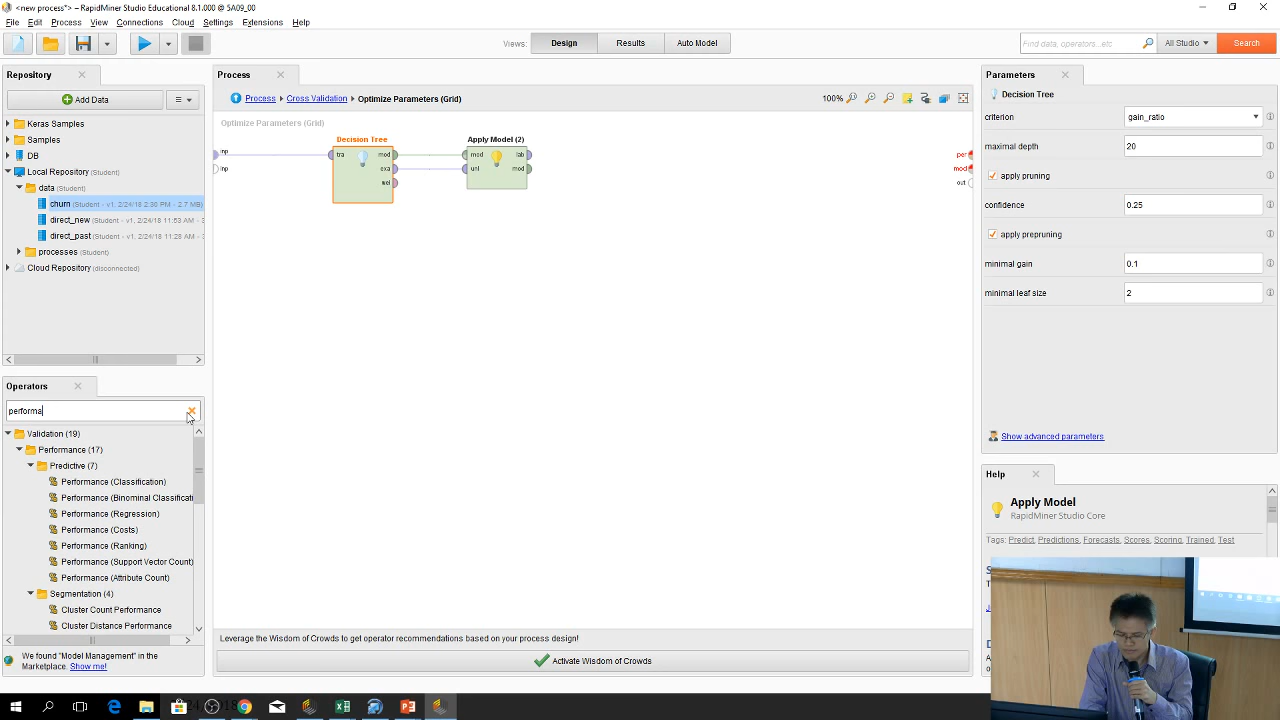 <new process*> – RapidMiner Studio Educational 8.1.000 @ SA09_00
File Edit Process View Connections Cloud Settings Extensions Help
Views: Design Results Auto Model
Find data, operators...etc All Studio Search
Repository
Add Data
Keras Samples
Samples
DB
Local Repository (Student)
data (Student)
churn (Student - v1, 2/24/18 2:36 PM - 2.7 MB)
direct_new (Student - v1, 2/24/18 11:53 AM - 3
direct_past (Student - v1, 2/24/18 11:28 AM - 3
processes (Student)
Cloud Repository (disconnected)
Operators
performa
Validation (19)
Performance (17)
Predictive (7)
Performance (Classification)
Performance (Binominal Classificati
Performance (Regression)
Performance (Costs)
Performance (Ranking)
Performance (Support Vector Count)
Performance (Attribute Count)
Segmentation (4)
Cluster Count Performance
Cluster Distance Performance
We found "Model Management" in the
Marketplace. Show me!
Process
Process Cross Validation Optimize Parameters (Grid)
100%
Optimize Parameters (Grid)
inp
inp
Decision Tree
tra mod
exa
wei
Apply Model (2)
mod lab
unl mod
per
mod
out
Leverage the Wisdom of Crowds to get operator recommendations based on your process design!
Activate Wisdom of Crowds
Parameters
Decision Tree
criterion gain_ratio
maximal depth 20
apply pruning
confidence 0.25
apply prepruning
minimal gain 0.1
minimal leaf size 2
Show advanced parameters
Help
Apply Model
RapidMiner Studio Core
Tags: Predict, Predictions, Forecasts, Scores, Scoring, Trained, Test